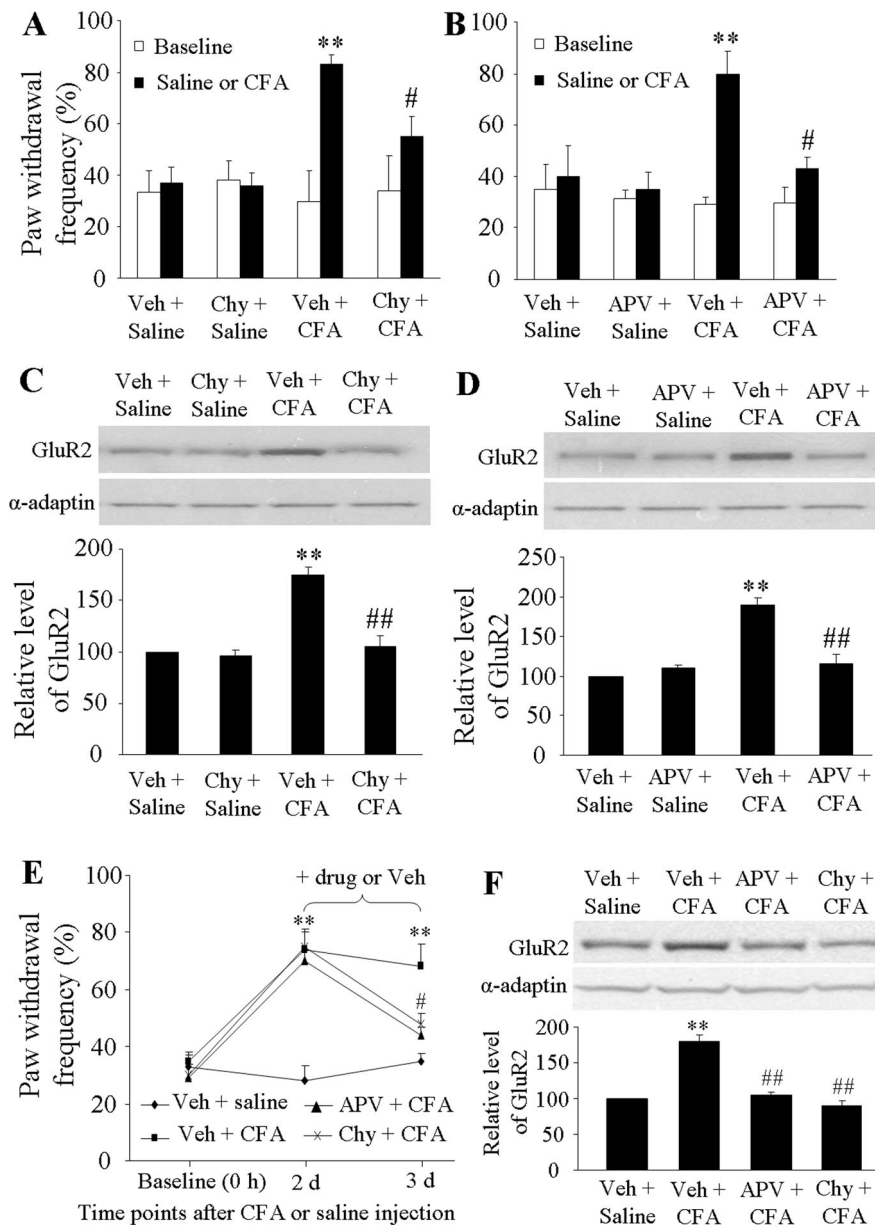 A
100
80
60
40
20
0
Paw withdrawal
frequency (%)
Baseline
Saline or CFA
**
#
Veh +
Saline
Chy +
Saline
Veh +
CFA
Chy +
CFA
B
100
80
60
40
20
0
Baseline
Saline or CFA
**
#
Veh +
Saline
APV +
Saline
Veh +
CFA
APV +
CFA
C
Veh +
Saline
Chy +
Saline
Veh +
CFA
Chy +
CFA
GluR2
α-adaptin
Relative level
of GluR2
200
150
100
50
0
**
##
Veh +
Saline
Chy +
Saline
Veh +
CFA
Chy +
CFA
D
Veh +
Saline
APV +
Saline
Veh +
CFA
APV +
CFA
GluR2
α-adaptin
Relative level
of GluR2
250
200
150
100
50
0
**
##
Veh +
Saline
APV +
Saline
Veh +
CFA
APV +
CFA
E
Paw withdrawal
frequency (%)
100
80
60
40
20
0
+ drug or Veh
**
**
#
Veh + saline
APV + CFA
Veh + CFA
Chy + CFA
Baseline (0 h)
2 d
3 d
Time points after CFA or saline injection
F
Veh +
Saline
Veh +
CFA
APV +
CFA
Chy +
CFA
GluR2
α-adaptin
Relative level
of GluR2
200
150
100
50
0
**
##
##
Veh +
Saline
Veh +
CFA
APV +
CFA
Chy +
CFA